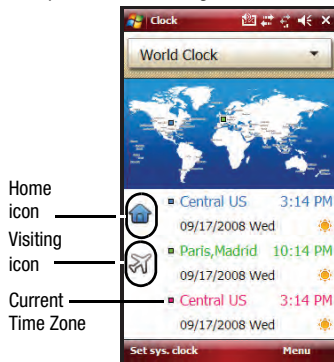 Clock
World Clock
Home
icon
Central US 3:14 PM
09/17/2008 Wed
Visiting
icon
Paris,Madrid 10:14 PM
09/17/2008 Wed
Current
Time Zone
Central US 3:14 PM
09/17/2008 Wed
Set sys. clock Menu